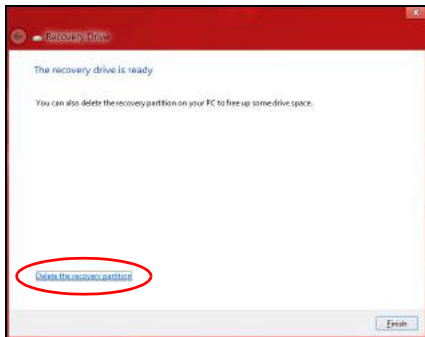 Recovery Drive
The recovery drive is ready
You can also delete the recovery partition on your PC to free up some drive space.
Delete the recovery partition
Finish